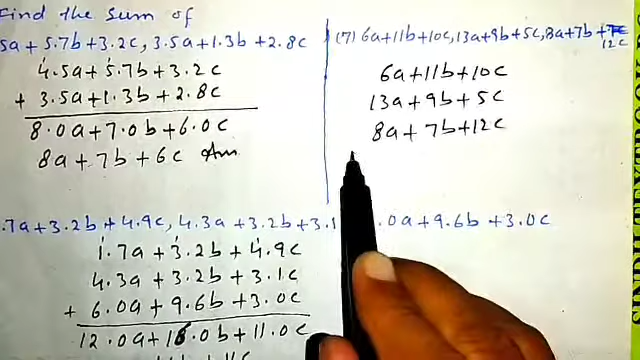 Find the Sum of
5a+5.7b+3.2c, 3.5a+1.3b+2.8c
4.5a+5.7b+3.2c
+ 3.5a+1.3b+2.8c
8.0a+7.0b+6.0c
8a+7b+6c Am
(7) 6a+11b+10c, 13a+9b+5c, 8a+7b+
12c
6a+11b+10c
13a+9b+5c
8a+7b+12c
.7a+3.2b+4.9c, 4.3a+3.2b+3.1 .0a+9.6b+3.0c
1.7a+3.2b+4.9c
4.3a+3.2b+3.1c
+ 6.0a+9.6b+3.0c
12.0a+16.0b+11.0c